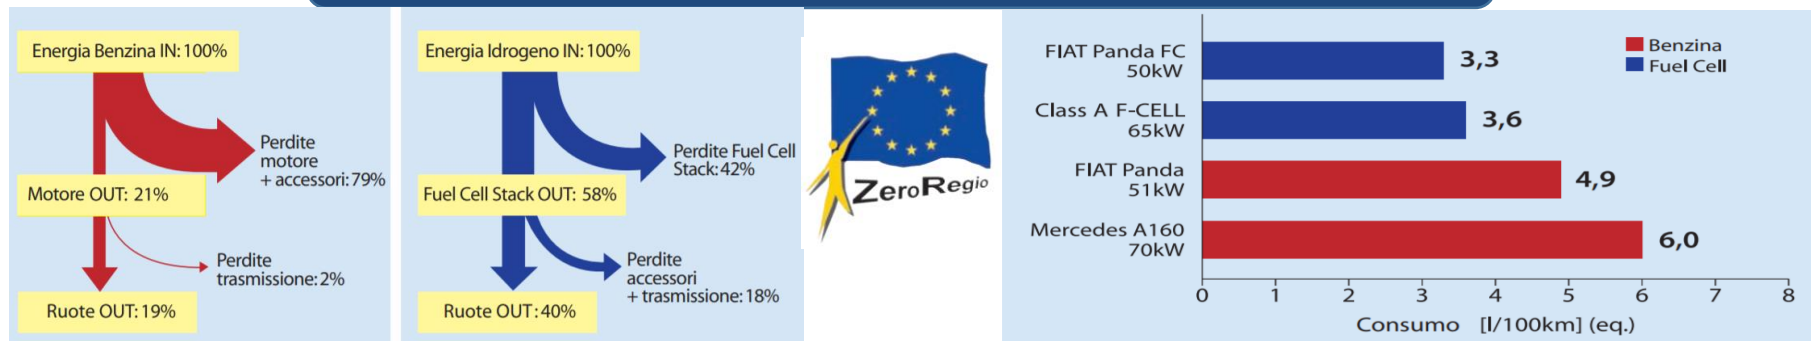 Energia Benzina IN: 100%
Perdite
motore
+ accessori: 79%
Motore OUT: 21%
Perdite
trasmissione: 2%
Ruote OUT: 19%
Energia Idrogeno IN: 100%
Perdite Fuel Cell
Stack: 42%
Fuel Cell Stack OUT: 58%
Perdite
accessori
+ trasmissione: 18%
Ruote OUT: 40%
ZeroRegio
Benzina
Fuel Cell
FIAT Panda FC
50kW
3,3
Class A F-CELL
65kW
3,6
FIAT Panda
51kW
4,9
Mercedes A160
70kW
6,0
0 1 2 3 4 5 6 7 8
Consumo [l/100km] (eq.)